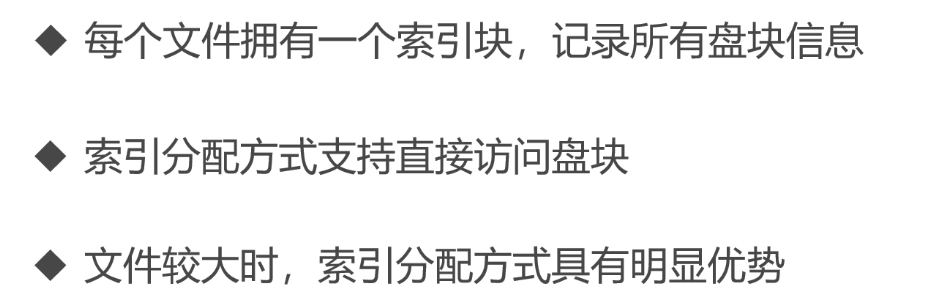 ◆ 每个文件拥有一个索引块，记录所有盘块信息
◆ 索引分配方式支持直接访问盘块
◆ 文件较大时，索引分配方式具有明显优势